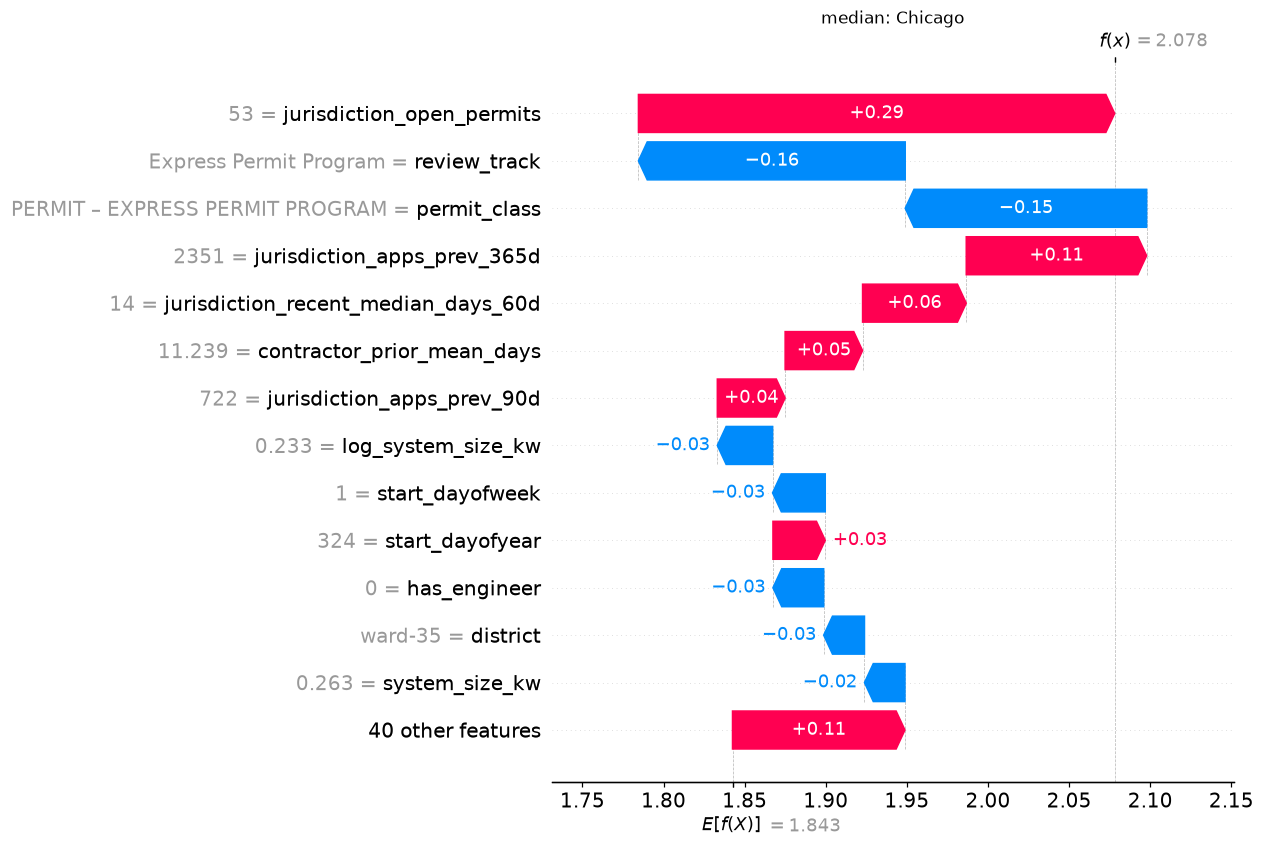 median: Chicago
f(x) = 2.078
53 = jurisdiction_open_permits
+0.29
Express Permit Program = review_track
−0.16
PERMIT – EXPRESS PERMIT PROGRAM = permit_class
−0.15
2351 = jurisdiction_apps_prev_365d
+0.11
14 = jurisdiction_recent_median_days_60d
+0.06
11.239 = contractor_prior_mean_days
+0.05
722 = jurisdiction_apps_prev_90d
+0.04
0.233 = log_system_size_kw
−0.03
1 = start_dayofweek
−0.03
324 = start_dayofyear
+0.03
0 = has_engineer
−0.03
ward-35 = district
−0.03
0.263 = system_size_kw
−0.02
40 other features
+0.11
1.75 1.80 1.85 1.90 1.95 2.00 2.05 2.10 2.15
E[f(X)] = 1.843